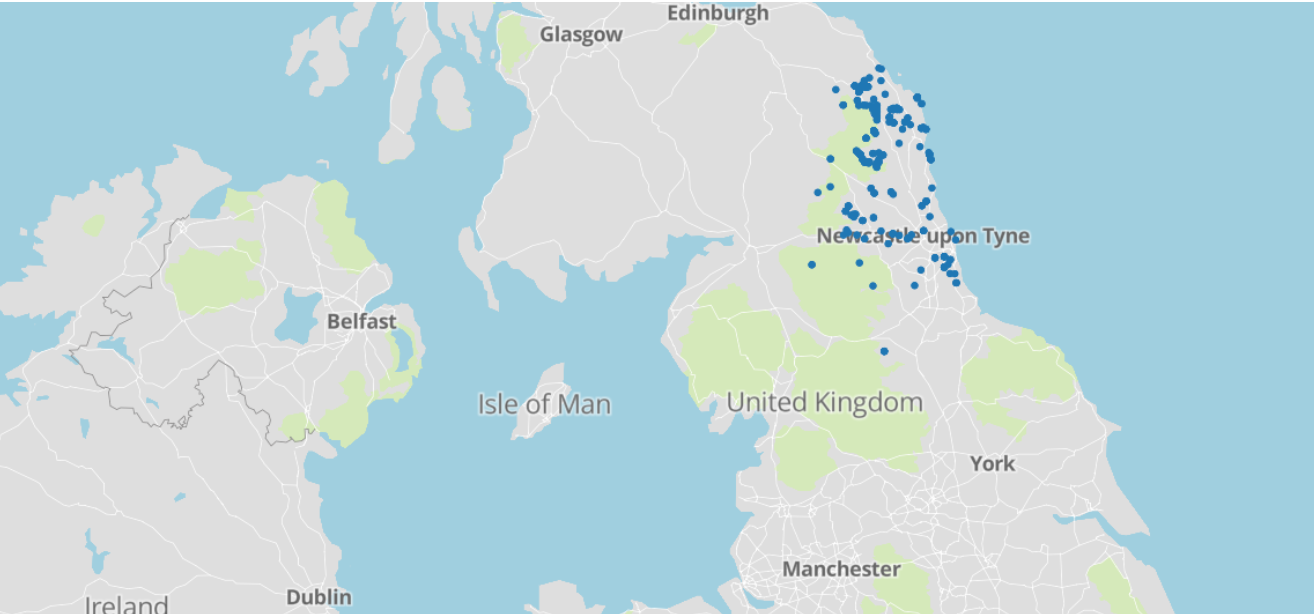 Edinburgh
Glasgow
Newcastle upon Tyne
Belfast
Isle of Man
United Kingdom
York
Manchester
Dublin
Ireland